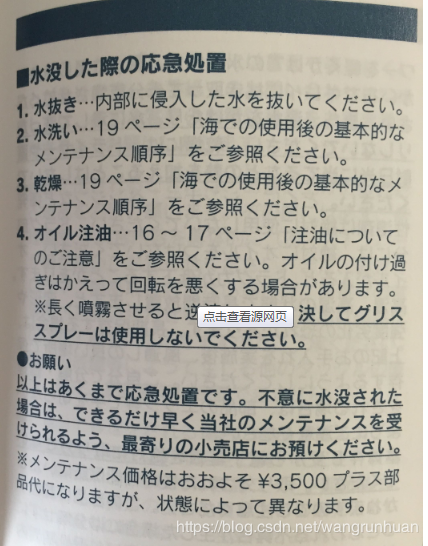 ■水没した際の応急処置
1. 水抜き…内部に侵入した水を抜いてください。
2. 水洗い…19ページ「海での使用後の基本的な
メンテナンス順序」をご参照ください。
3. 乾燥…19ページ「海での使用後の基本的なメ
ンテナンス順序」をご参照ください。
4. オイル注油…16～17ページ「注油について
のご注意」をご参照ください。オイルの付け過
ぎはかえって回転を悪くする場合があります。
※長く噴霧させると逆 決してグリス
点击查看源网页
スプレーは使用しないでください。
●お願い
以上はあくまで応急処置です。不意に水没された
場合は、できるだけ早く当社のメンテナンスを受
けられるよう、最寄りの小売店にお預けください。
※メンテナンス価格はおおよそ ¥3,500 プラス部
品代になりますが、状態によって異なります。
https://blog.csdn.net/wangrunhuan